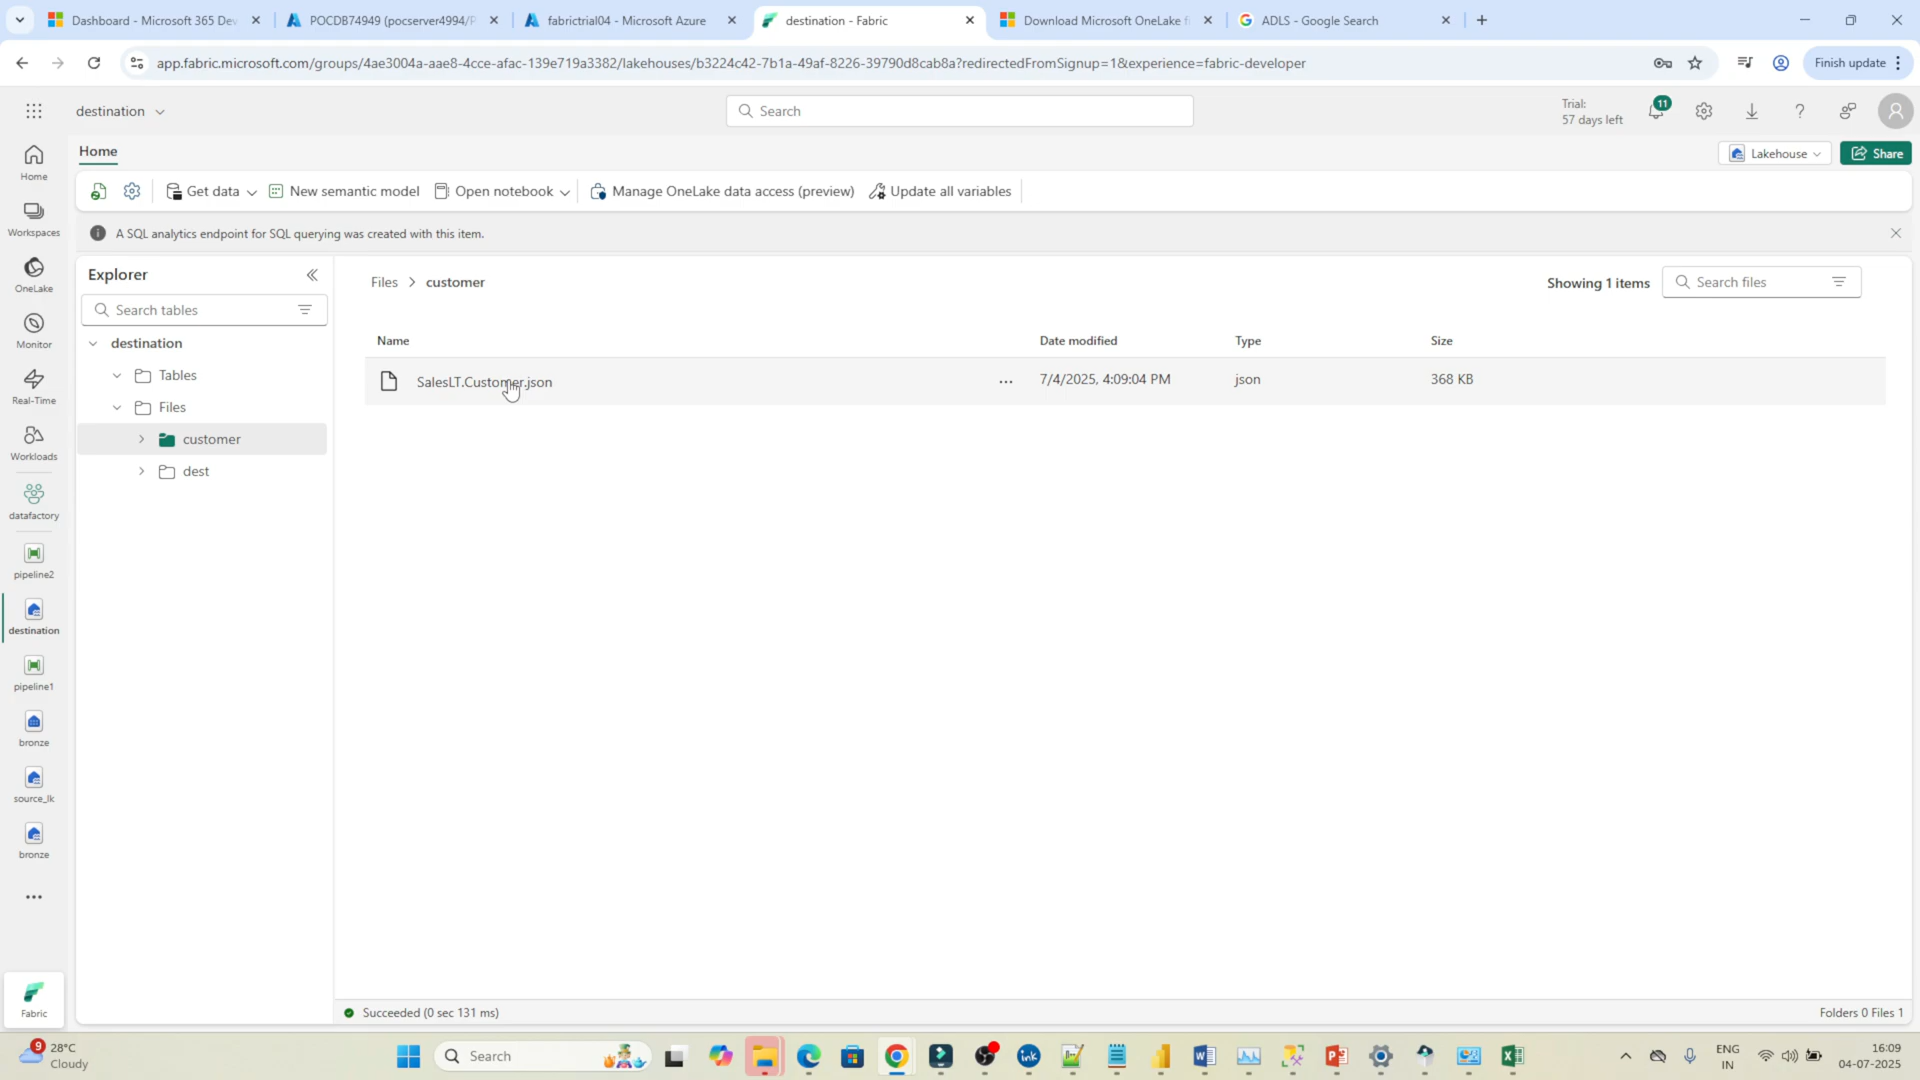 Dashboard - Microsoft 365 Dev
POCDB74949 (pocserver4994/P
fabrictrial04 - Microsoft Azure
destination - Fabric
Download Microsoft OneLake f
ADLS - Google Search
app.fabric.microsoft.com/groups/4ae3004a-aae8-4cce-afac-139e719a3382/lakehouses/b3224c42-7b1a-49af-8226-39790d8cab8a?redirectedFromSignup=1&experience=fabric-developer
Finish update
destination
Search
Trial:
57 days left
11
Home
Lakehouse
Share
Get data
New semantic model
Open notebook
Manage OneLake data access (preview)
Update all variables
A SQL analytics endpoint for SQL querying was created with this item.
Home
Workspaces
OneLake
Monitor
Real-Time
Workloads
datafactory
pipeline2
destination
pipeline1
bronze
source_lk
bronze
Fabric
Explorer
Search tables
destination
Tables
Files
customer
dest
Files > customer
Showing 1 items
Search files
Name Date modified Type Size
SalesLT.Customer.json ... 7/4/2025, 4:09:04 PM json 368 KB
Succeeded (0 sec 131 ms)
Folders 0 Files 1
9
28°C
Cloudy
Search
ink
ENG
IN
16:09
04-07-2025